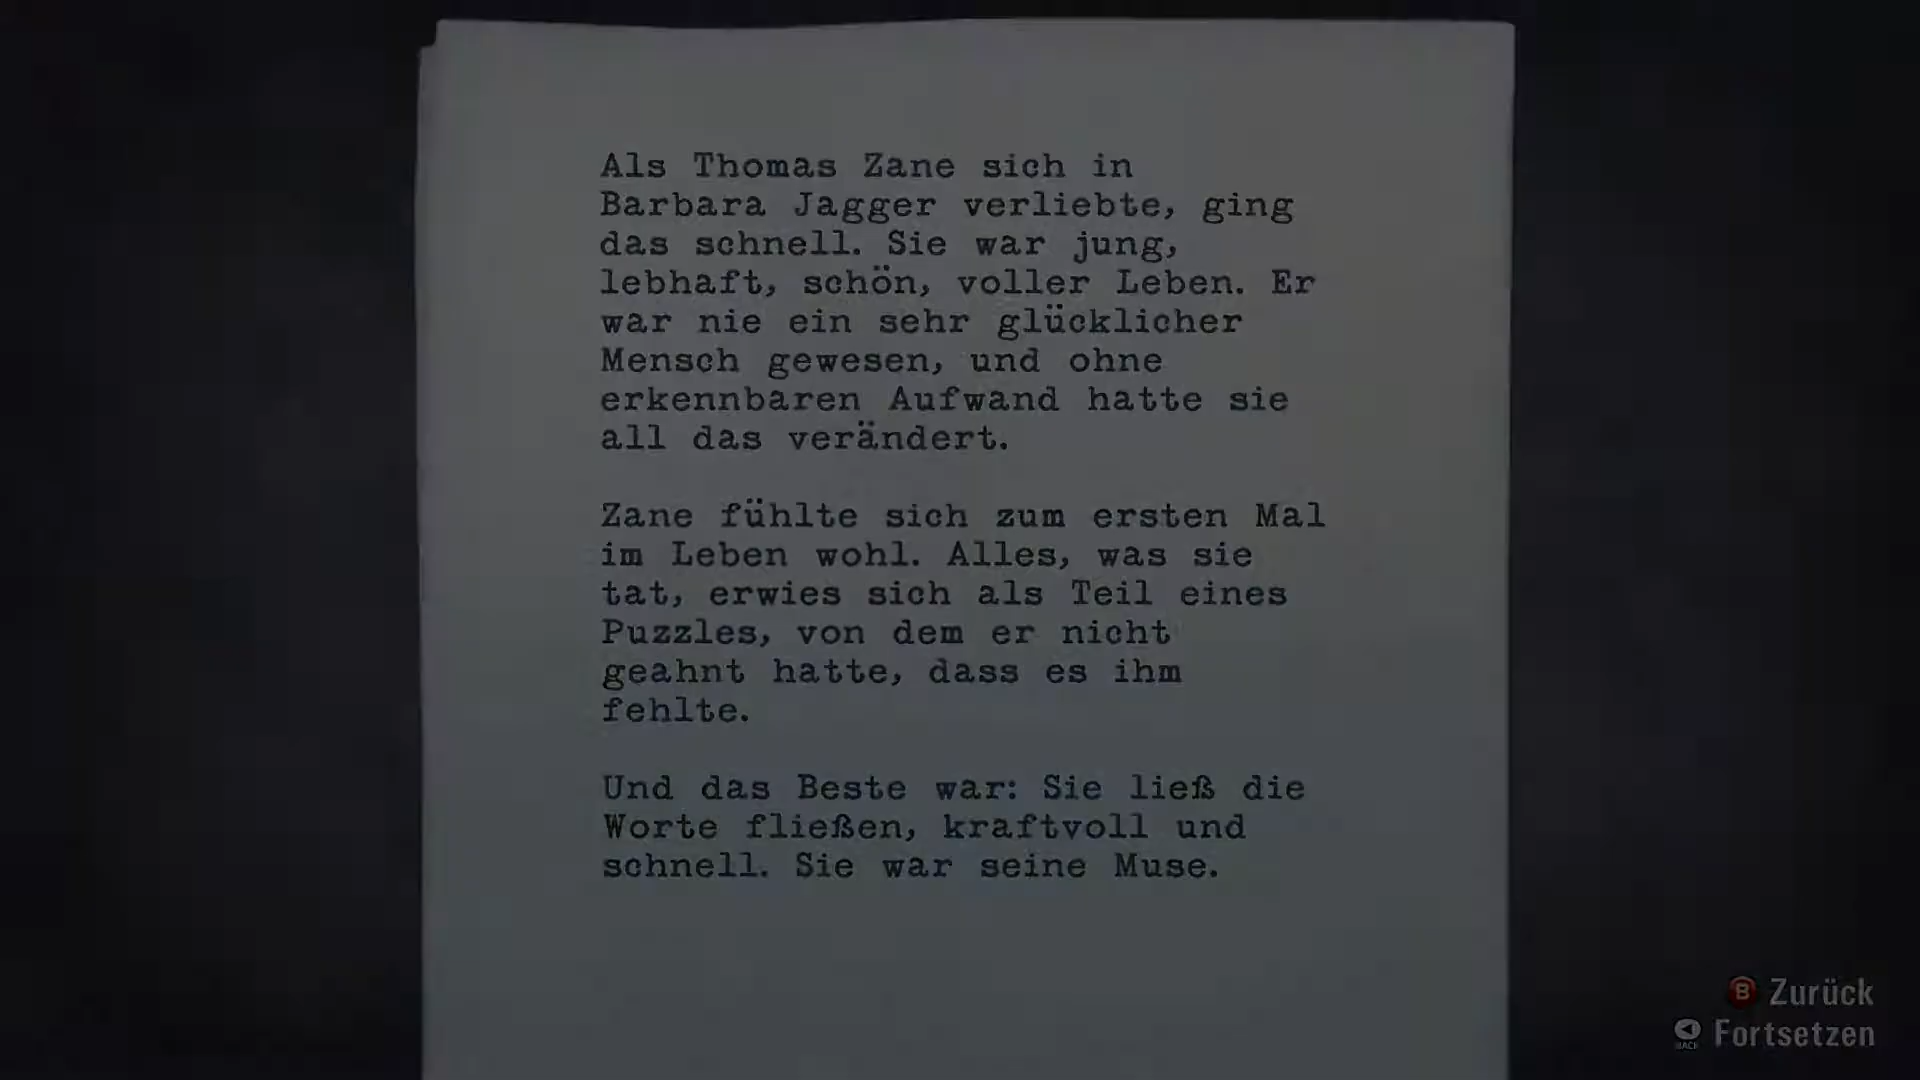 Als Thomas Zane sich in
Barbara Jagger verliebte, ging
das schnell. Sie war jung,
lebhaft, schön, voller Leben. Er
war nie ein sehr glücklicher
Mensch gewesen, und ohne
erkennbaren Aufwand hatte sie
all das verändert.
Zane fühlte sich zum ersten Mal
im Leben wohl. Alles, was sie
tat, erwies sich als Teil eines
Puzzles, von dem er nicht
geahnt hatte, dass es ihm
fehlte.
Und das Beste war: Sie ließ die
Worte fließen, kraftvoll und
schnell. Sie war seine Muse.
B Zurück
BACK Fortsetzen